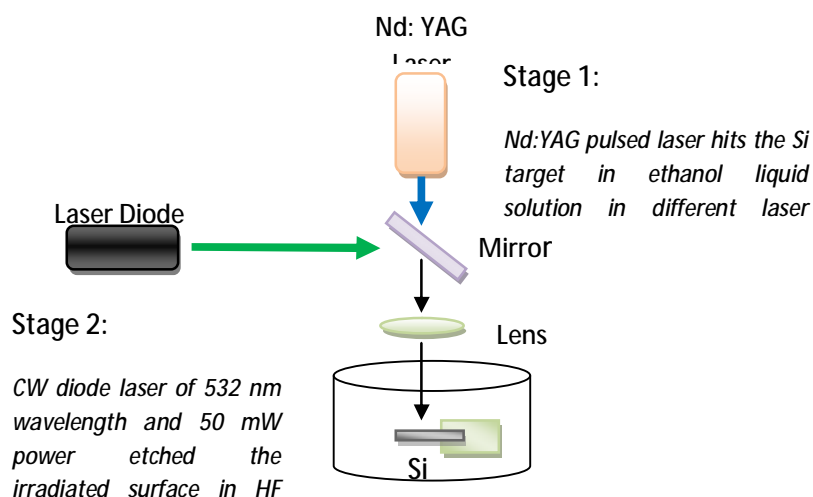 Nd: YAG
Laser
Stage 1:
Nd:YAG pulsed laser hits the Si
target in ethanol liquid
solution in different laser
Laser Diode
Mirror
Stage 2:
Lens
CW diode laser of 532 nm
wavelength and 50 mW
power etched the
irradiated surface in HF
Si